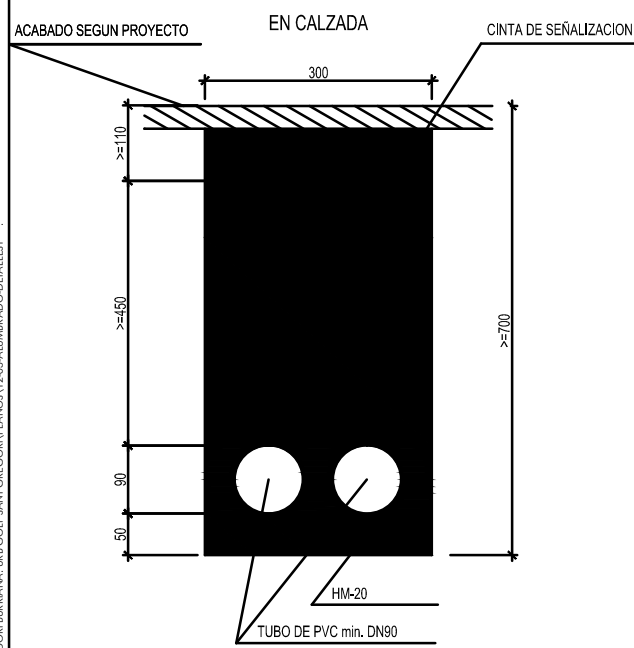 EN CALZADA
ACABADO SEGUN PROYECTO
CINTA DE SEÑALIZACION
300
>=110
>=450
>=700
90
50
HM-20
TUBO DE PVC min. DN90